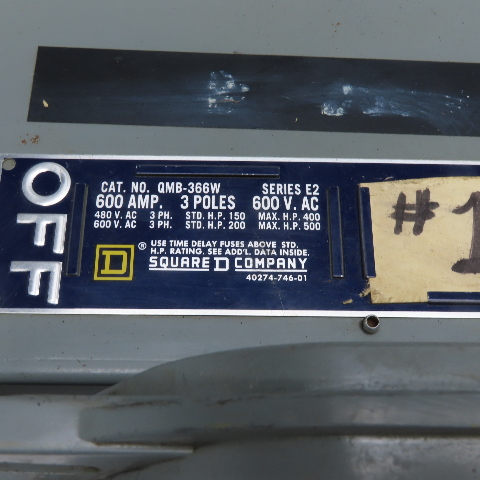 OFF
CAT. NO. QMB-366W SERIES E2
600 AMP. 3 POLES 600 V. AC
480 V. AC 3 PH. STD. H.P. 150 MAX. H.P. 400
600 V. AC 3 PH. STD. H.P. 200 MAX. H.P. 500
D ® USE TIME DELAY FUSES ABOVE STD.
H.P. RATING. SEE ADD'L. DATA INSIDE.
SQUARE D COMPANY
40274-746-01
#1